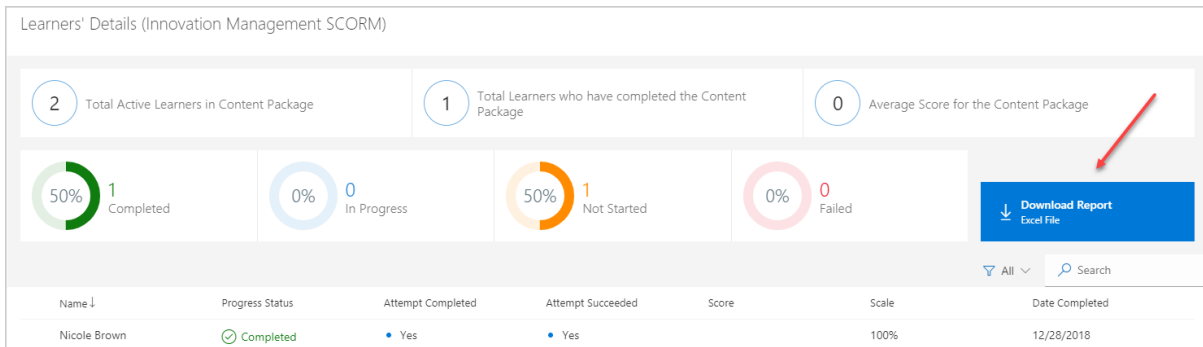 Learners' Details (Innovation Management SCORM)
2 Total Active Learners in Content Package
1 Total Learners who have completed the Content
Package
0 Average Score for the Content Package
50% 1
Completed
0% 0
In Progress
50% 1
Not Started
0% 0
Failed
Download Report
Excel File
All Search
Name↓ Progress Status Attempt Completed Attempt Succeeded Score Scale Date Completed
Nicole Brown Completed Yes Yes 100% 12/28/2018